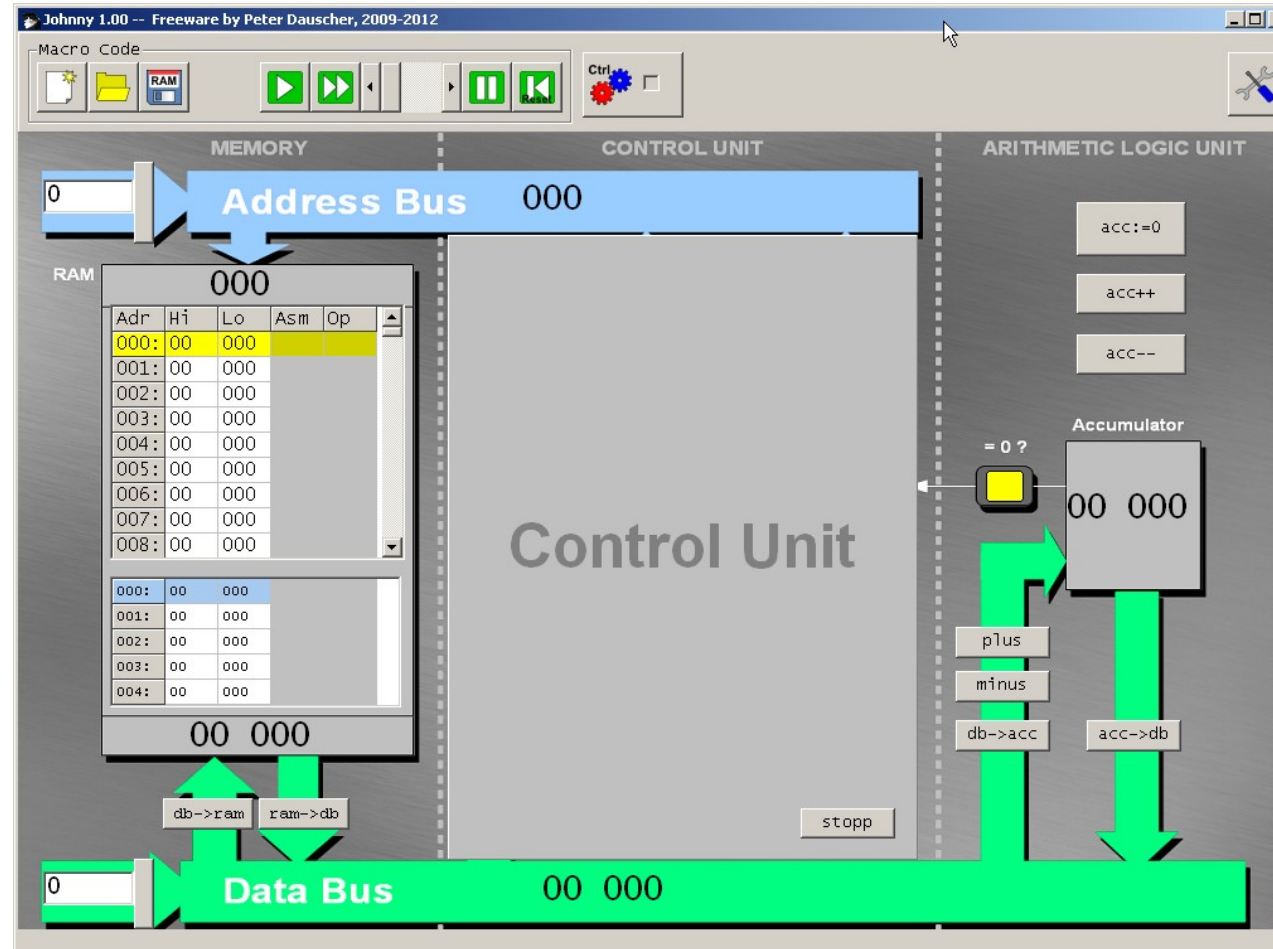 Johnny 1.00 -- Freeware by Peter Dauscher, 2009-2012
Macro Code
RAM
Reset
Ctrl
MEMORY
CONTROL UNIT
ARITHMETIC LOGIC UNIT
0
Address Bus 000
acc:=0
acc++
acc--
RAM
000
Adr Hi Lo Asm Op
000: 00 000
001: 00 000
002: 00 000
003: 00 000
004: 00 000
005: 00 000
006: 00 000
007: 00 000
008: 00 000
000: 00 000
001: 00 000
002: 00 000
003: 00 000
004: 00 000
00 000
db->ram
ram->db
Control Unit
stopp
= 0 ?
Accumulator
00 000
plus
minus
db->acc
acc->db
0
Data Bus 00 000